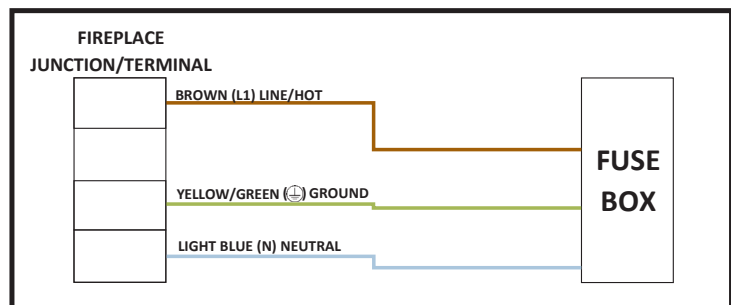 FIREPLACE
JUNCTION/TERMINAL
BROWN (L1) LINE/HOT
FUSE
BOX
YELLOW/GREEN (⏚) GROUND
LIGHT BLUE (N) NEUTRAL